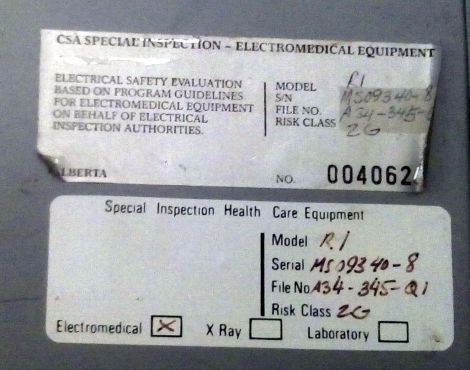 CSA SPECIAL INSPECTION – ELECTROMEDICAL EQUIPMENT
ELECTRICAL SAFETY EVALUATION
BASED ON PROGRAM GUIDELINES
FOR ELECTROMEDICAL EQUIPMENT
ON BEHALF OF ELECTRICAL
INSPECTION AUTHORITIES.
MODEL R1
S/N MS09340-8
FILE NO. A34-345-
RISK CLASS 2G
ALBERTA
NO. 004062
Special Inspection Health Care Equipment
Model R1
Serial MS09340-8
File No A34-345-Q1
Risk Class 2G
Electromedical X X Ray Laboratory